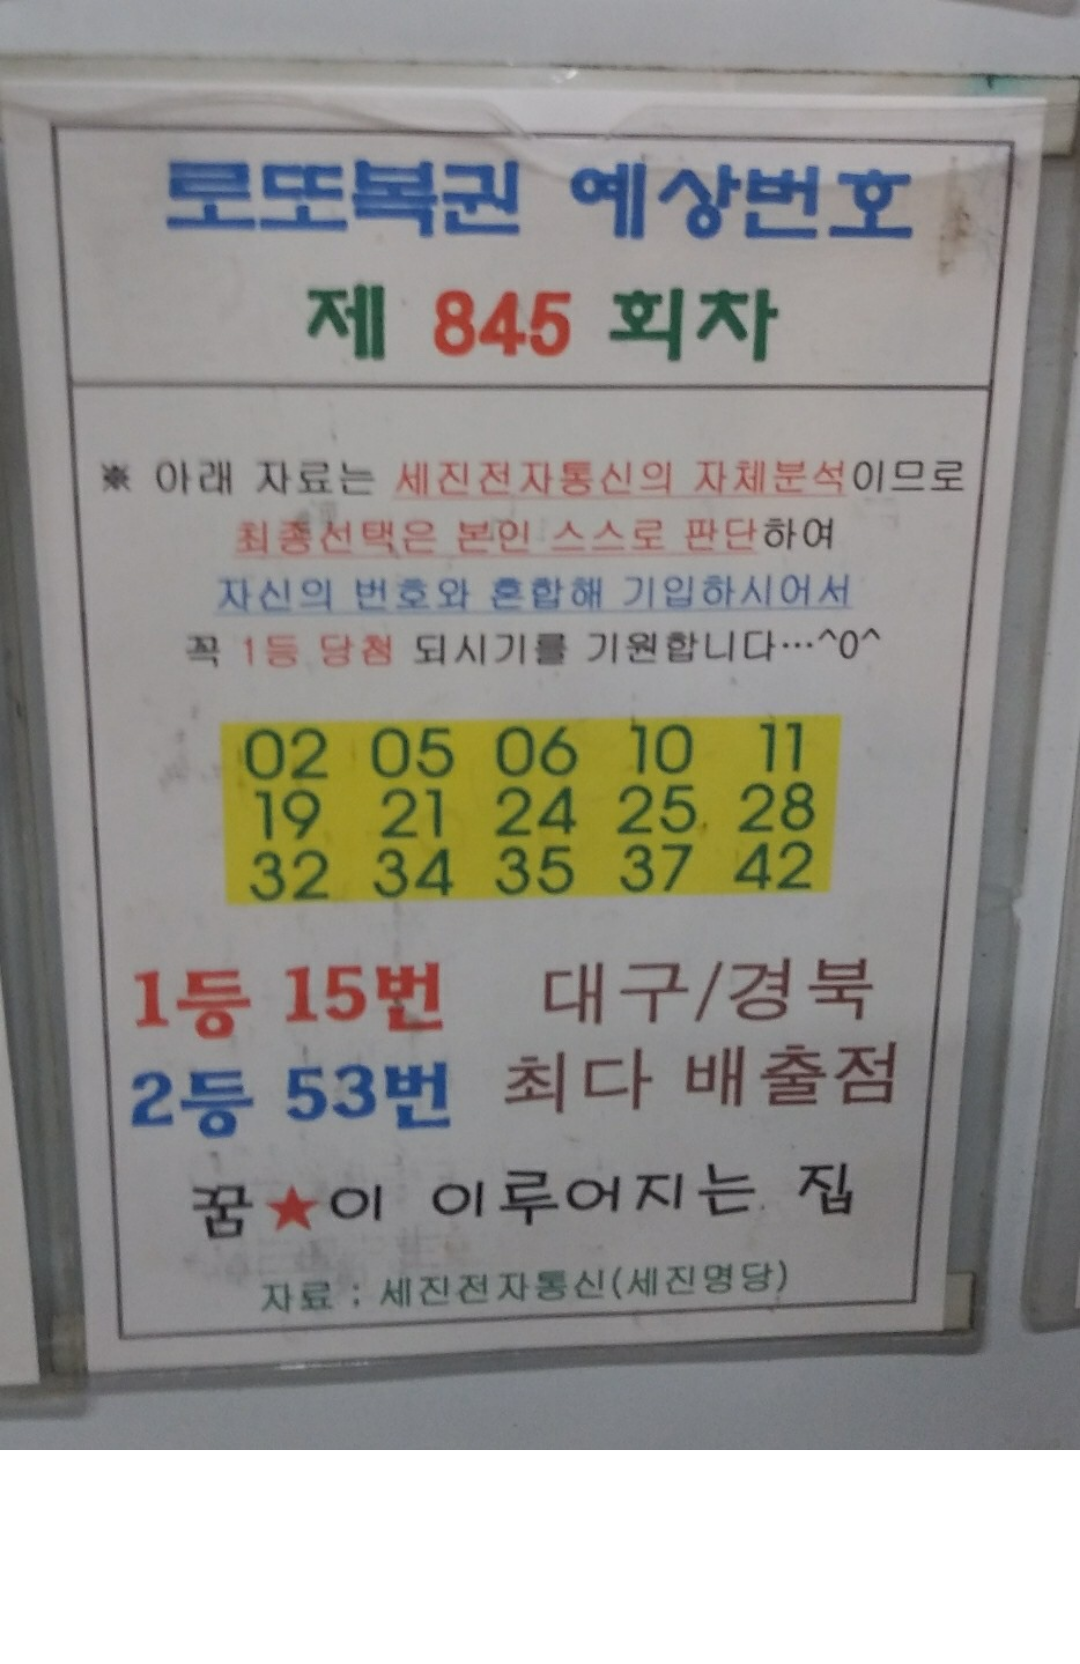 로또복권 예상번호
제 845 회차
※ 아래 자료는 세진전자통신의 자체분석이므로
최종선택은 본인 스스로 판단하여
자신의 번호와 혼합해 기입하시어서
꼭 1등 당첨 되시기를 기원합니다…^0^
02 05 06 10 11
19 21 24 25 28
32 34 35 37 42
1등 15번 대구/경북
2등 53번 최다 배출점
꿈★이 이루어지는 집
자료 : 세진전자통신(세진명당)